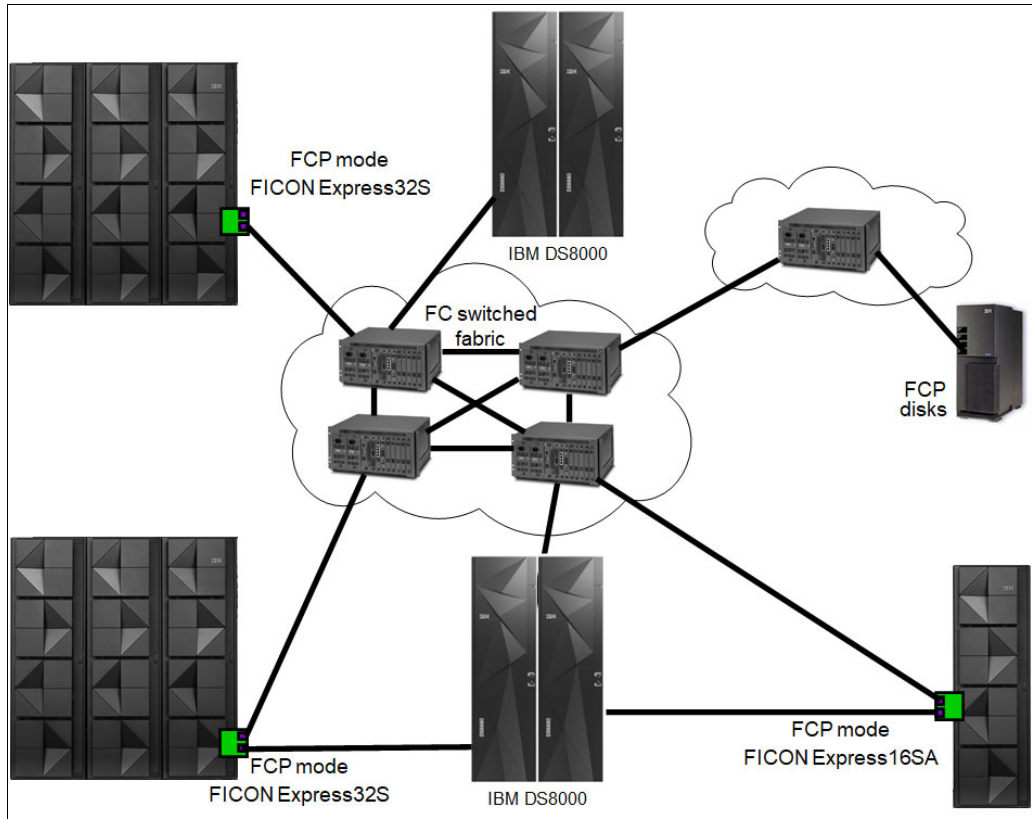 FCP mode
FICON Express32S
IBM DS8000
FC switched
fabric
FCP
disks
FCP mode
FICON Express32S
IBM DS8000
FCP mode
FICON Express16SA